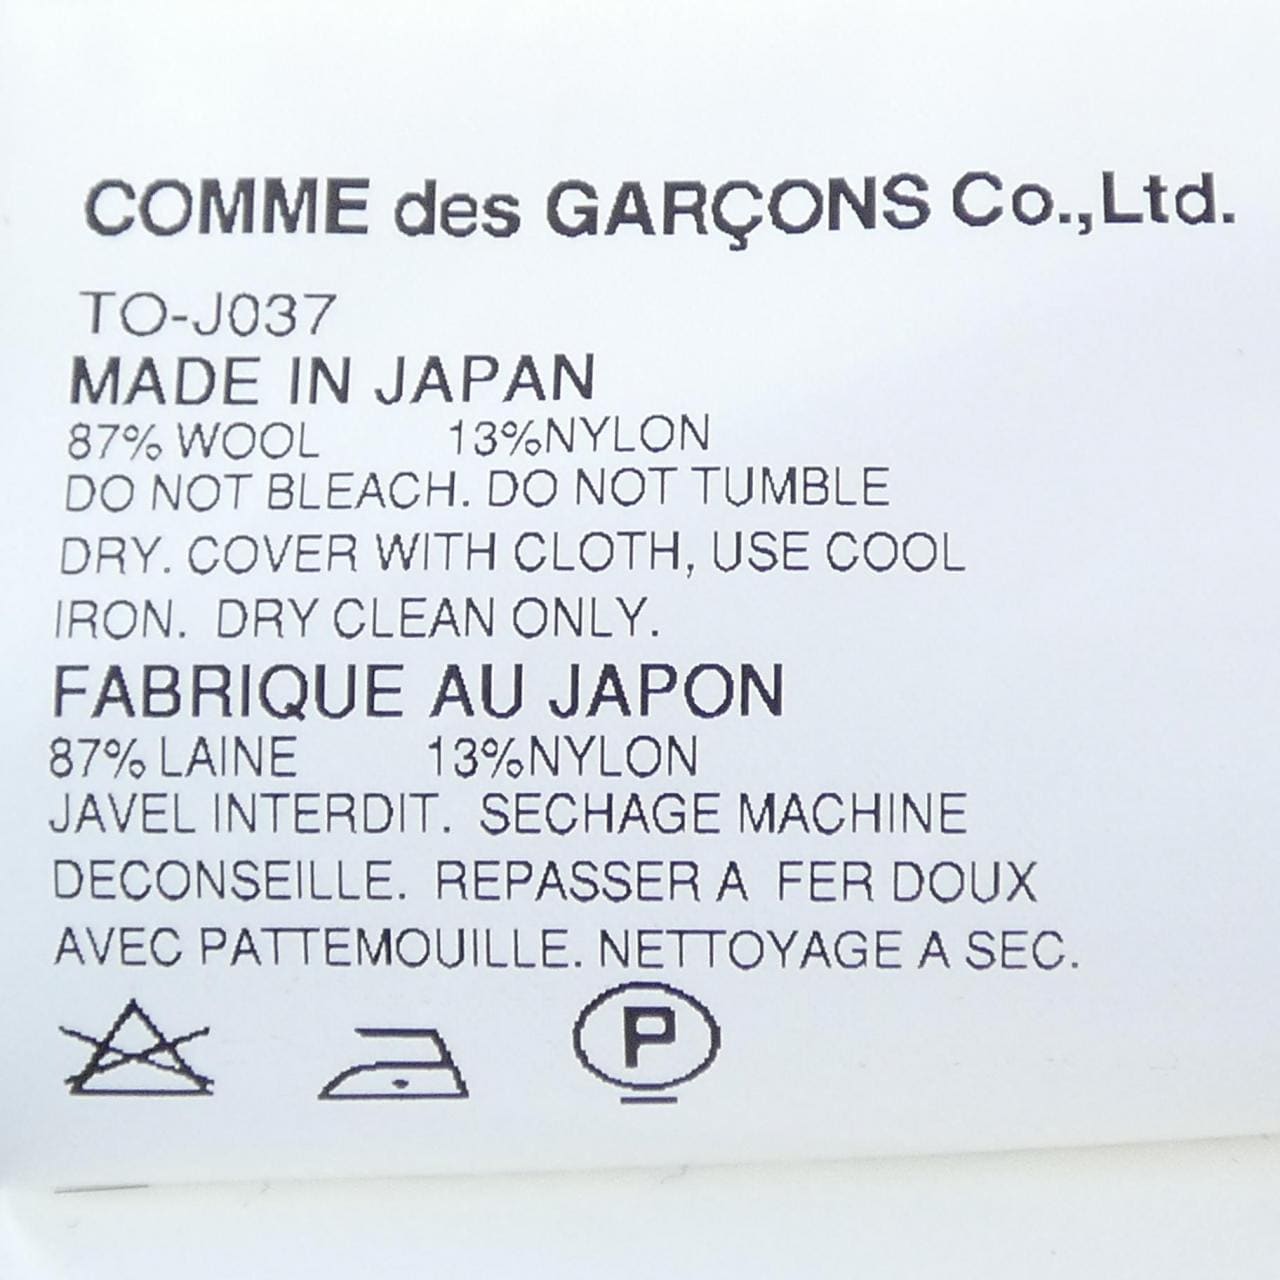 COMME des GARÇONS Co.,Ltd.
TO-J037
MADE IN JAPAN
87% WOOL 13%NYLON
DO NOT BLEACH. DO NOT TUMBLE
DRY. COVER WITH CLOTH, USE COOL
IRON. DRY CLEAN ONLY.
FABRIQUE AU JAPON
87% LAINE 13%NYLON
JAVEL INTERDIT. SECHAGE MACHINE
DECONSEILLE. REPASSER A FER DOUX
AVEC PATTEMOUILLE. NETTOYAGE A SEC.
P